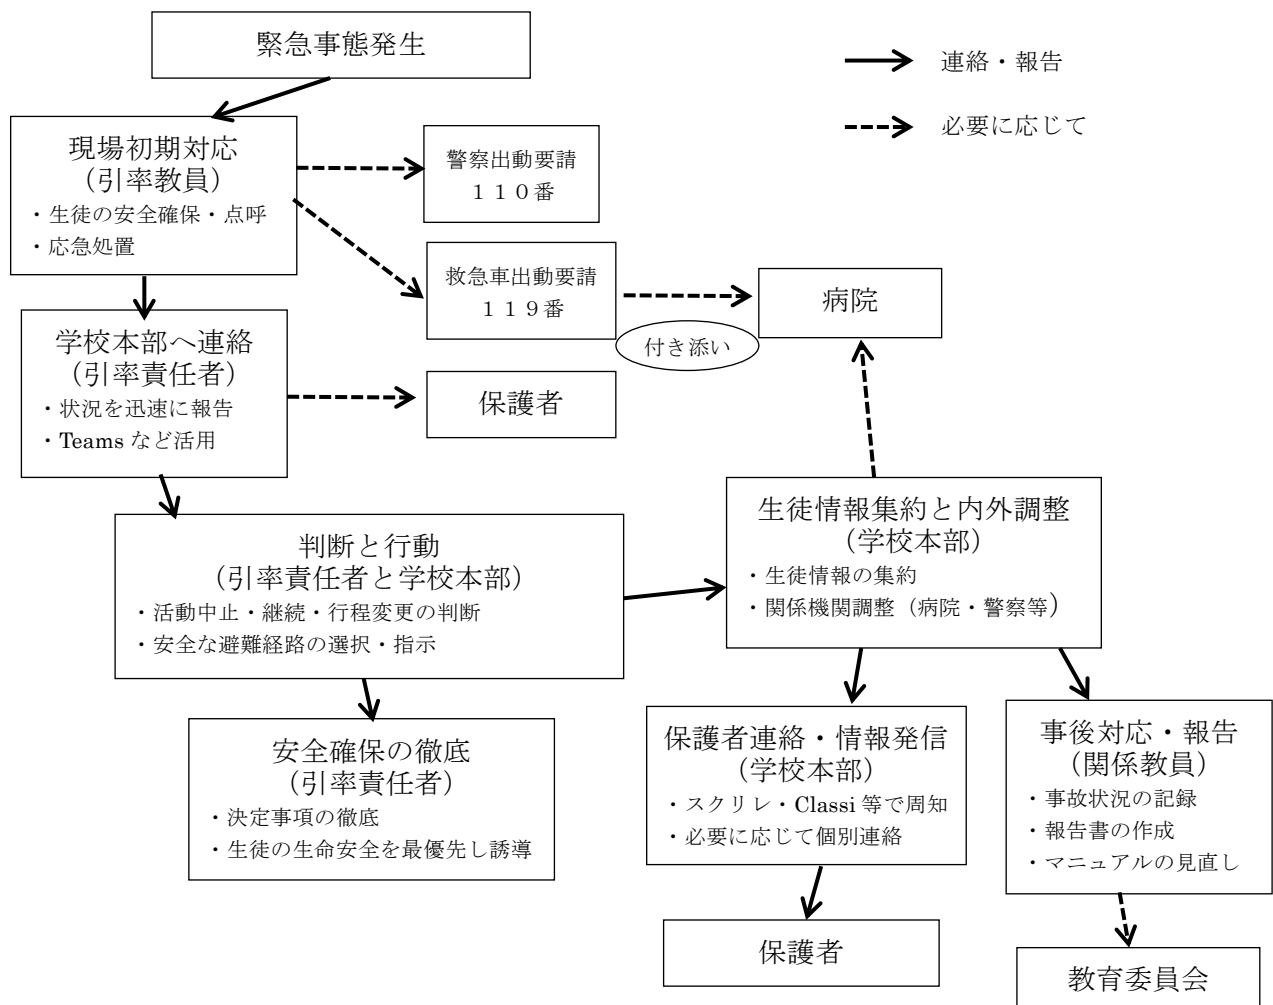 緊急事態発生
連絡・報告
必要に応じて
現場初期対応
（引率教員）
・生徒の安全確保・点呼
・応急処置
警察出動要請
１１０番
救急車出動要請
１１９番
付き添い
病院
学校本部へ連絡
（引率責任者）
・状況を迅速に報告
・Teams など活用
保護者
判断と行動
（引率責任者と学校本部）
・活動中止・継続・行程変更の判断
・安全な避難経路の選択・指示
生徒情報集約と内外調整
（学校本部）
・生徒情報の集約
・関係機関調整（病院・警察等）
安全確保の徹底
（引率責任者）
・決定事項の徹底
・生徒の生命安全を最優先し誘導
保護者連絡・情報発信
（学校本部）
・スクリレ・Classi 等で周知
・必要に応じて個別連絡
事後対応・報告
（関係教員）
・事故状況の記録
・報告書の作成
・マニュアルの見直し
保護者
教育委員会